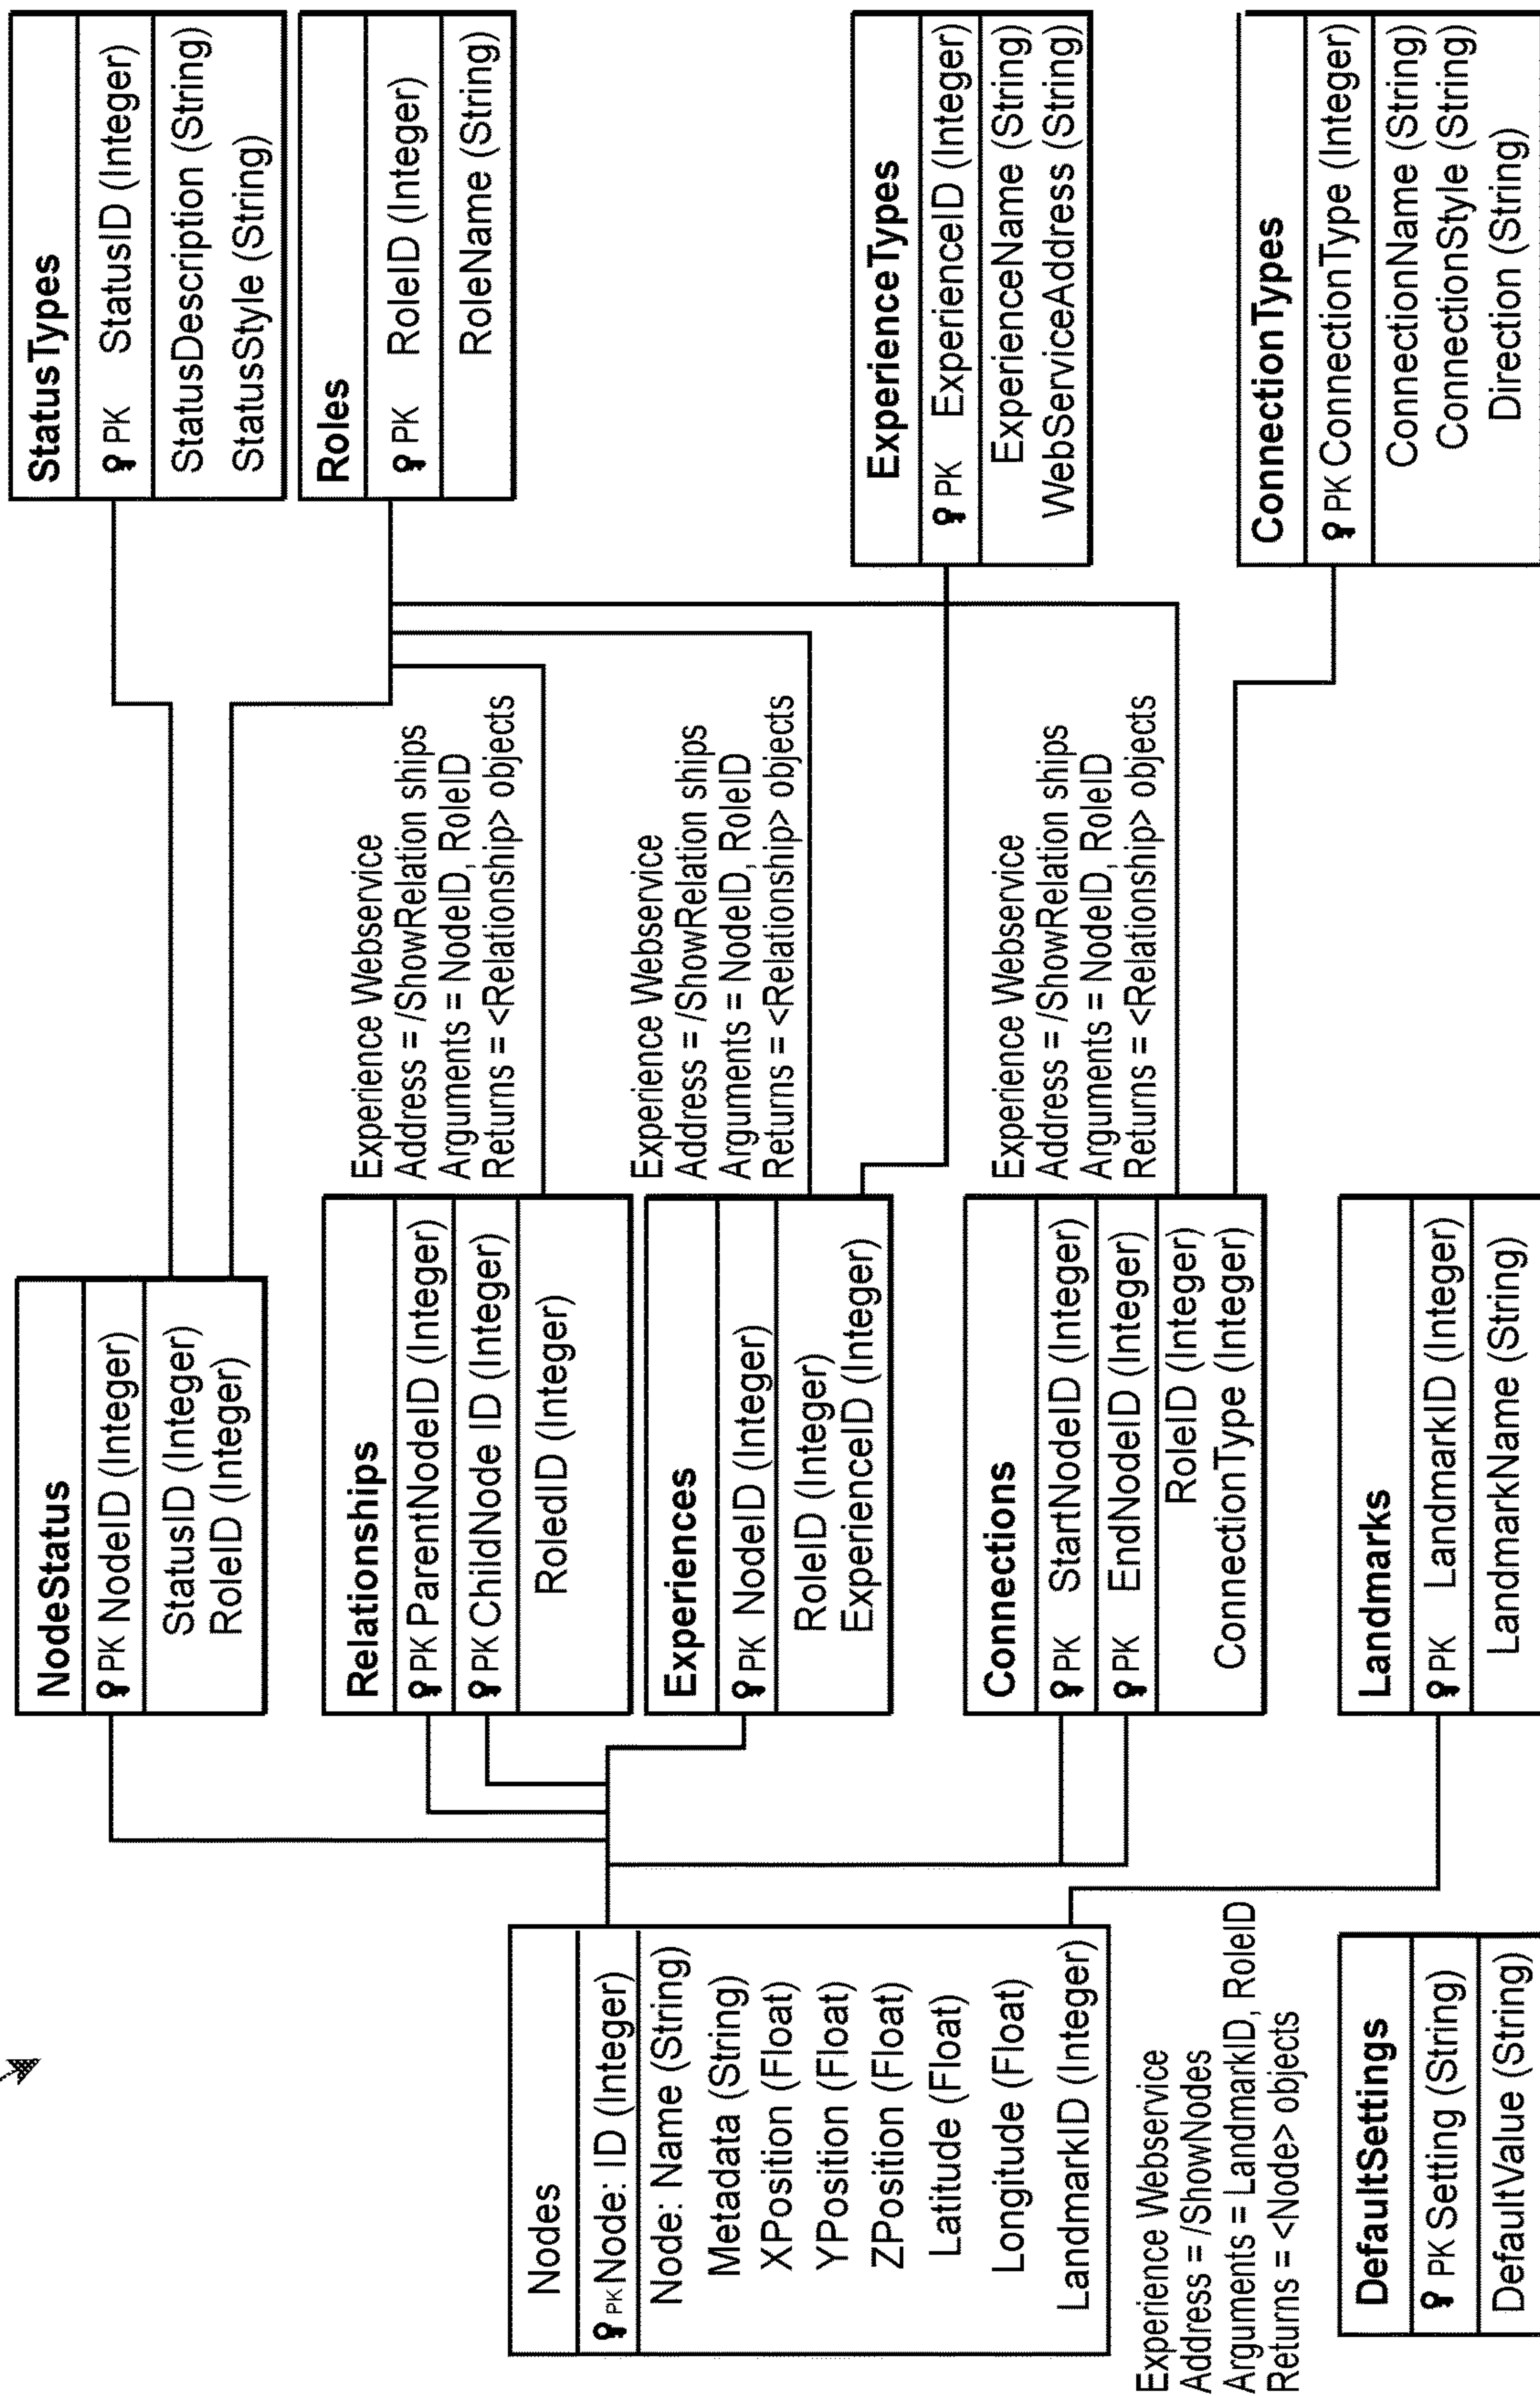 Nodes
PK Node: ID (Integer)
Node: Name (String)
Metadata (String)
XPosition (Float)
YPosition (Float)
ZPosition (Float)
Latitude (Float)
Longitude (Float)
LandmarkID (Integer)
Experience Webservice
Address = /ShowNodes
Arguments = LandmarkID, RoleID
Returns = <Node> objects
DefaultSettings
PK Setting (String)
DefaultValue (String)
NodeStatus
PK NodeID (Integer)
StatusID (Integer)
RoleID (Integer)
Relationships
PK ParentNodeID (Integer)
PK ChildNode ID (Integer)
RoledID (Integer)
Experiences
PK NodeID (Integer)
RoleID (Integer)
ExperienceID (Integer)
Connections
PK StartNodeID (Integer)
PK EndNodeID (Integer)
RoleID (Integer)
ConnectionType (Integer)
Landmarks
PK LandmarkID (Integer)
LandmarkName (String)
Experience Webservice
Address = /ShowRelation ships
Arguments = NodeID, RoleID
Returns = <Relationship> objects
Experience Webservice
Address = /ShowRelation ships
Arguments = NodeID, RoleID
Returns = <Relationship> objects
Experience Webservice
Address = /ShowRelation ships
Arguments = NodeID, RoleID
Returns = <Relationship> objects
StatusTypes
PK StatusID (Integer)
StatusDescription (String)
StatusStyle (String)
Roles
PK RoleID (Integer)
RoleName (String)
ExperienceTypes
PK ExperienceID (Integer)
ExperienceName (String)
WebServiceAddress (String)
ConnectionTypes
PK ConnectionType (Integer)
ConnectionName (String)
ConnectionStyle (String)
Direction (String)